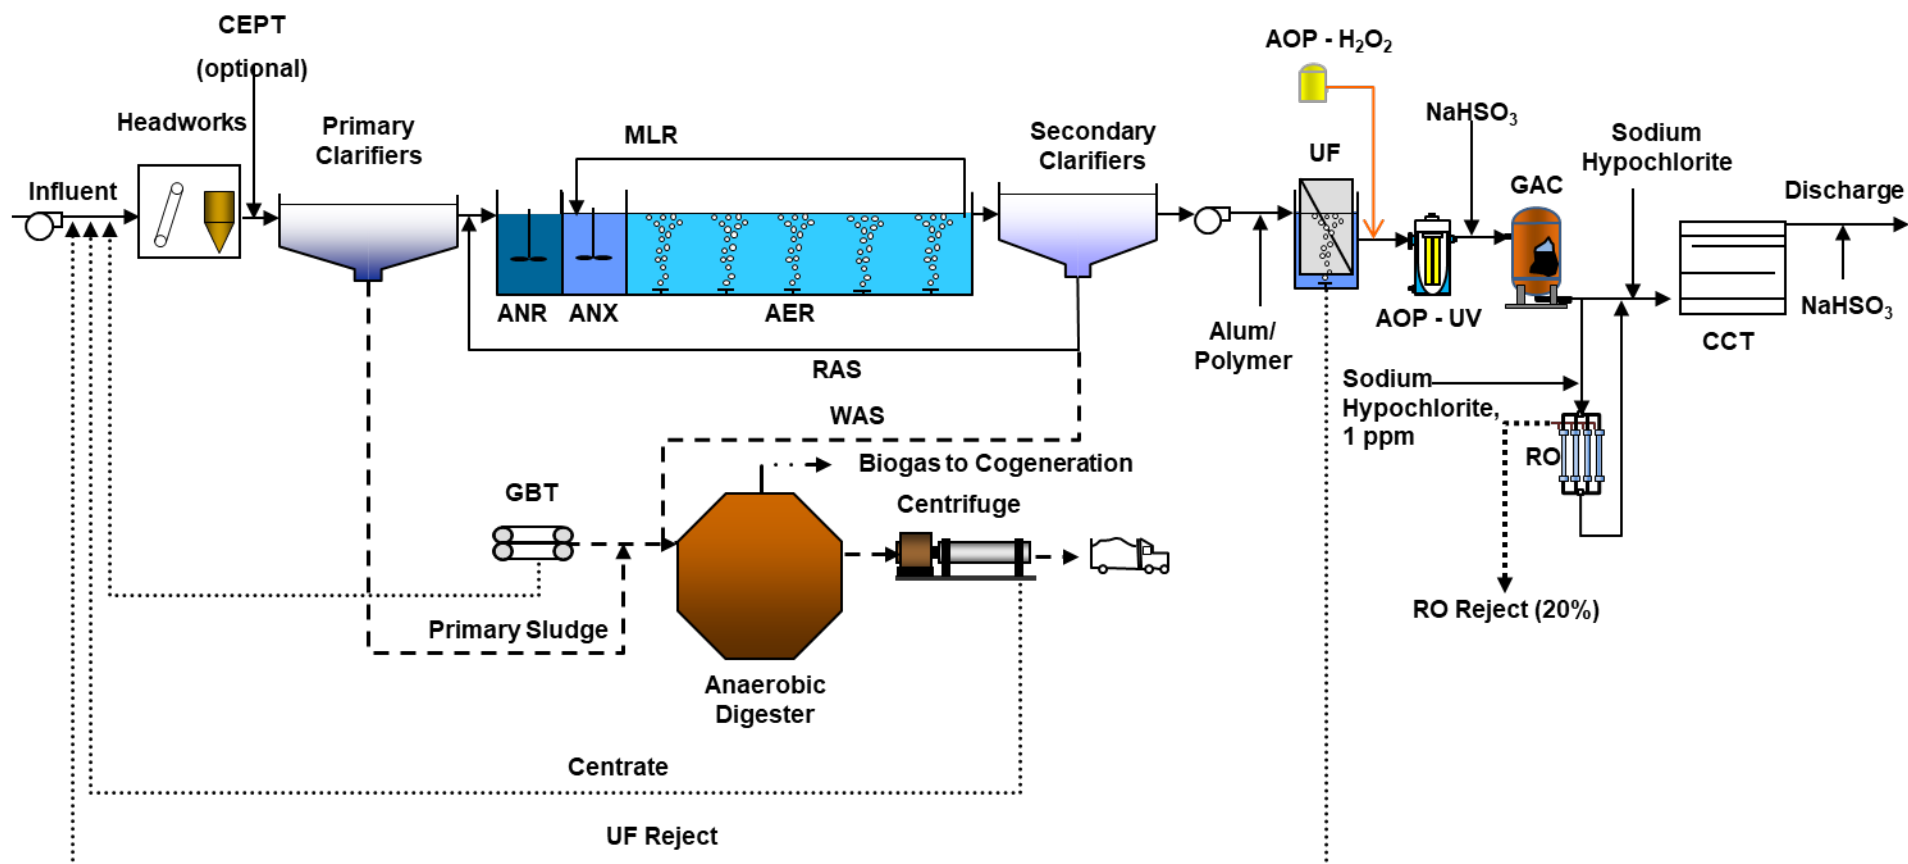 CEPT
(optional)
Headworks
Influent
Primary
Clarifiers
MLR
ANR
ANX
AER
Secondary
Clarifiers
RAS
WAS
Alum/
Polymer
UF
AOP - H₂O₂
AOP - UV
NaHSO₃
GAC
Sodium
Hypochlorite
Discharge
NaHSO₃
CCT
Sodium
Hypochlorite,
1 ppm
RO
RO Reject (20%)
GBT
Biogas to Cogeneration
Centrifuge
Primary Sludge
Anaerobic
Digester
Centrate
UF Reject